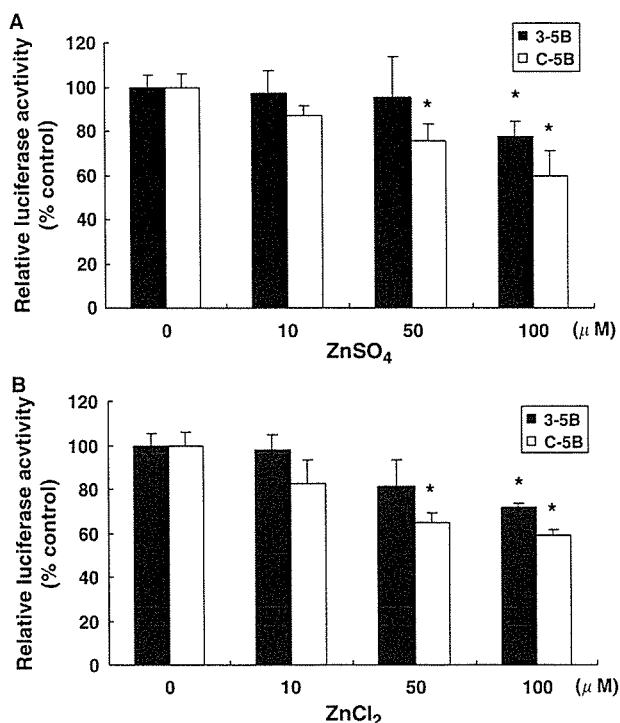 A
Relative luciferase acvtivity
(% control)
120
100
80
60
40
20
0
3-5B
C-5B
*
*
*
0 10 50 100 (μ M)
ZnSO4
B
Relative luciferase acvtivity
(% control)
120
100
80
60
40
20
0
3-5B
C-5B
*
*
*
0 10 50 100 (μ M)
ZnCl2